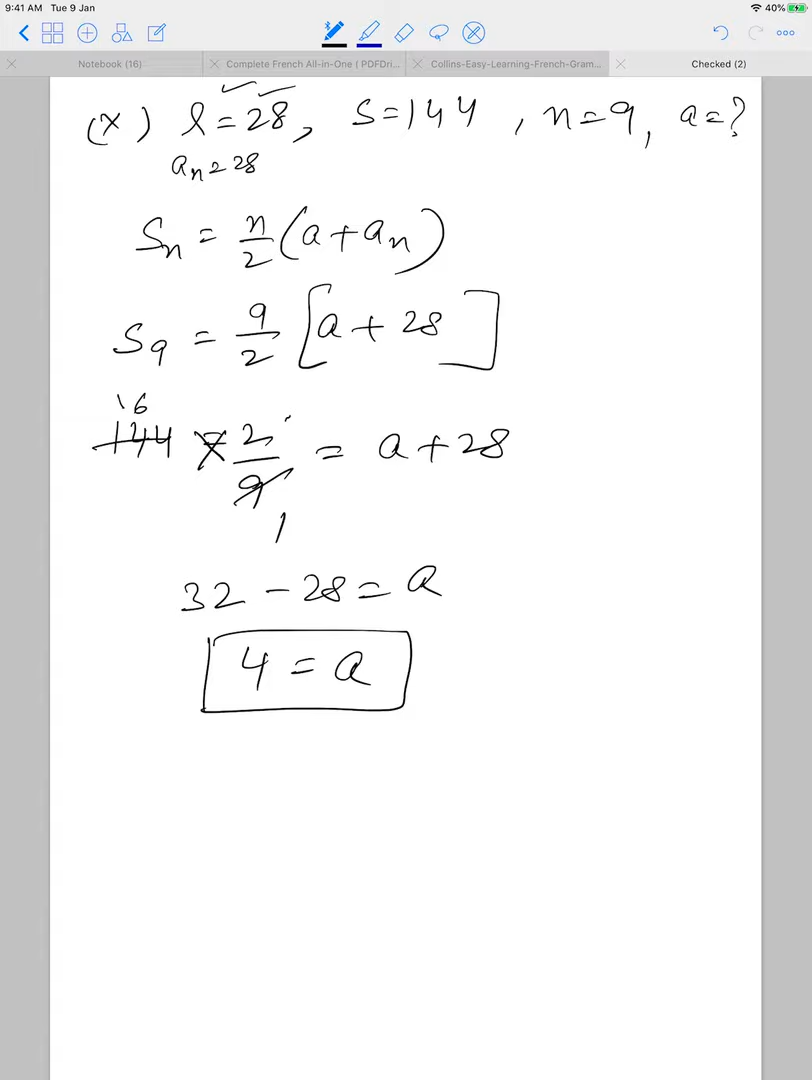 9:41 AM Tue 9 Jan 40%
Notebook (16) Complete French All-in-One ( PDFDri... Collins-Easy-Learning-French-Gram... Checked (2)
(x) l = 28, S = 144, n = 9, a = ?
aₙ = 28
Sₙ = n/2 (a + aₙ)
S₉ = 9/2 [a + 28]
16
144 × 2/9 = a + 28
1
32 - 28 = a
4 = a